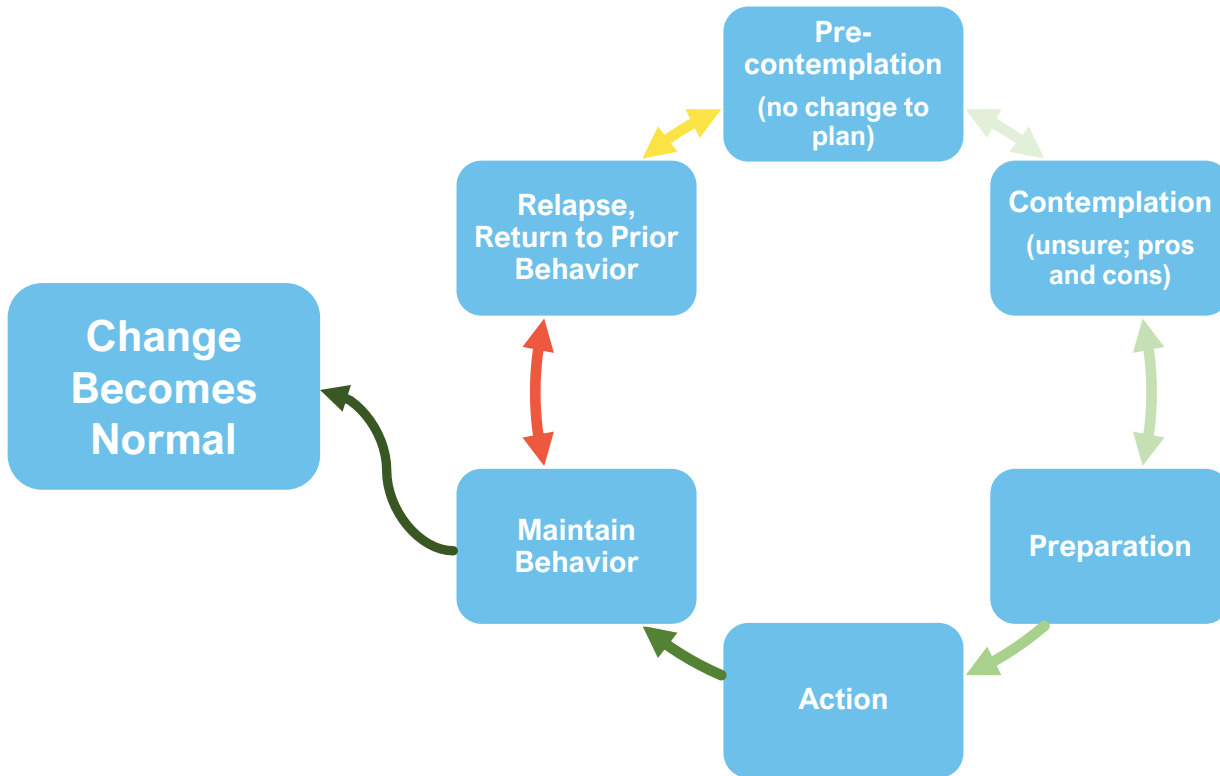 Pre-
contemplation
(no change to
plan)
Contemplation
(unsure; pros
and cons)
Preparation
Action
Maintain
Behavior
Relapse,
Return to Prior
Behavior
Change
Becomes
Normal